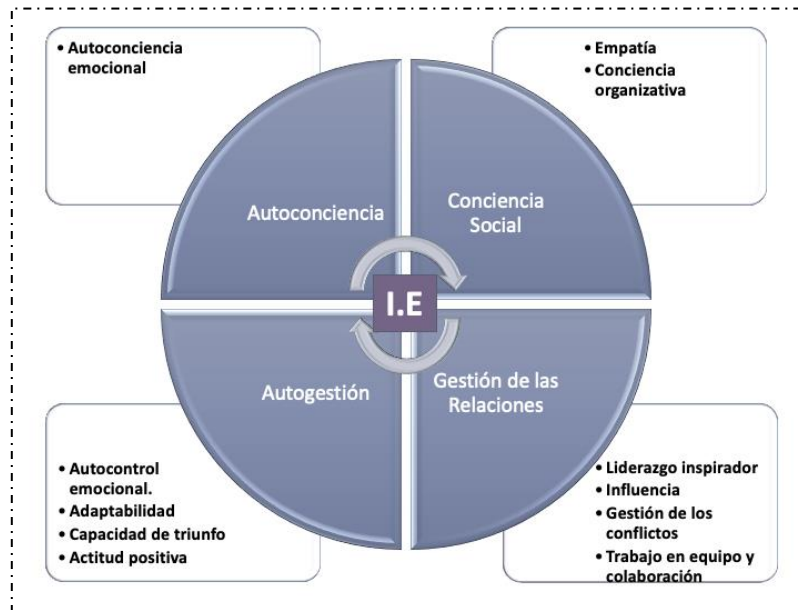 • Autoconciencia
emocional
• Empatía
• Conciencia
organizativa
Autoconciencia
Conciencia
Social
I.E
Autogestión
Gestión de las
Relaciones
• Autocontrol
emocional.
• Adaptabilidad
• Capacidad de triunfo
• Actitud positiva
• Liderazgo inspirador
• Influencia
• Gestión de los
conflictos
• Trabajo en equipo y
colaboración